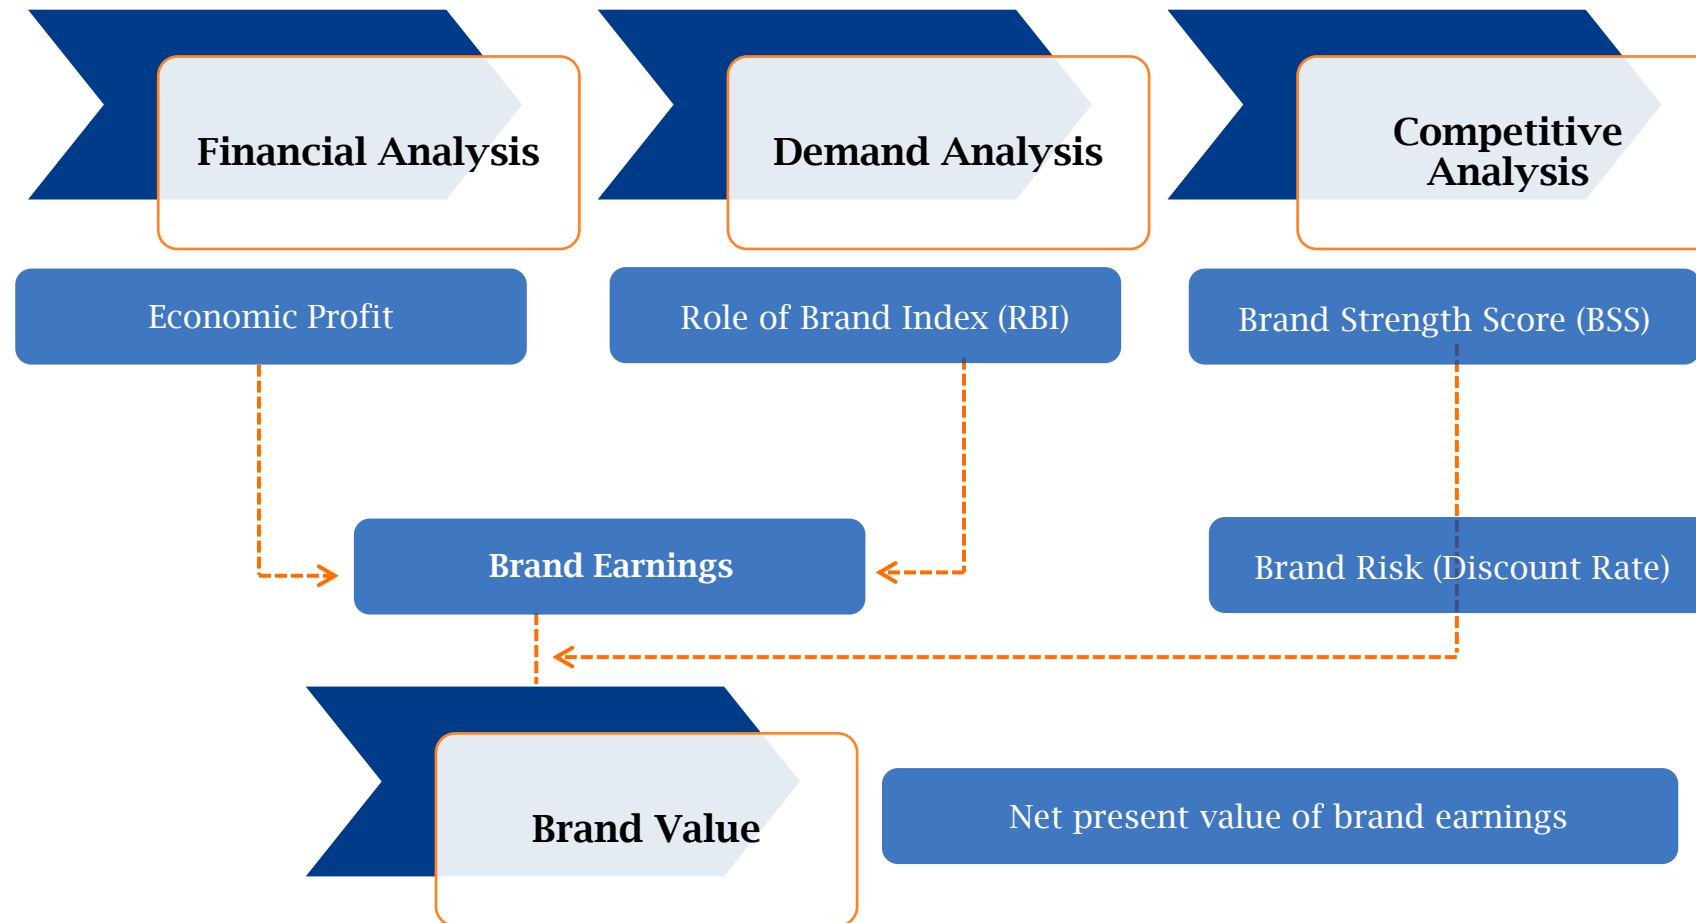 Financial Analysis
Demand Analysis
Competitive
Analysis
Economic Profit
Role of Brand Index (RBI)
Brand Strength Score (BSS)
Brand Earnings
Brand Risk (Discount Rate)
Brand Value
Net present value of brand earnings